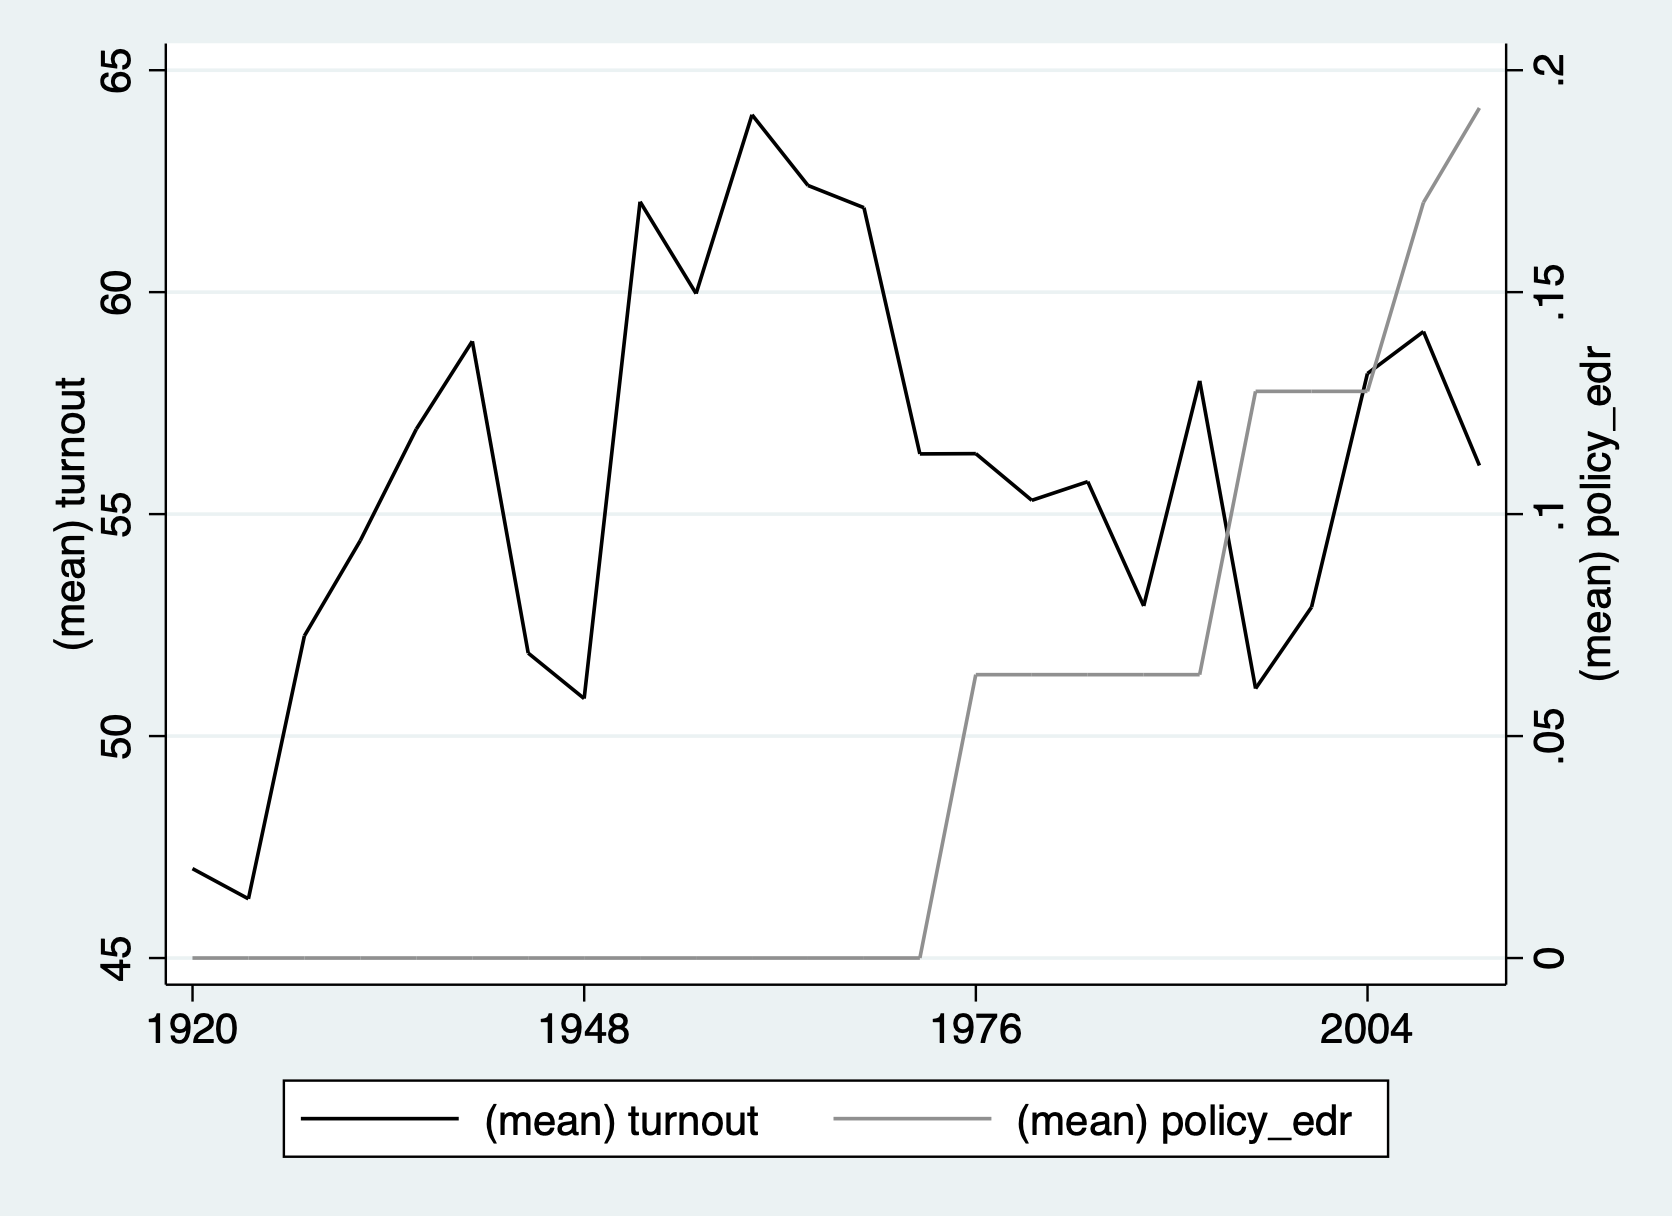 (mean) turnout
65
60
55
50
45
.2
.15
.1
.05
0
(mean) policy_edr
1920 1948 1976 2004
(mean) turnout (mean) policy_edr